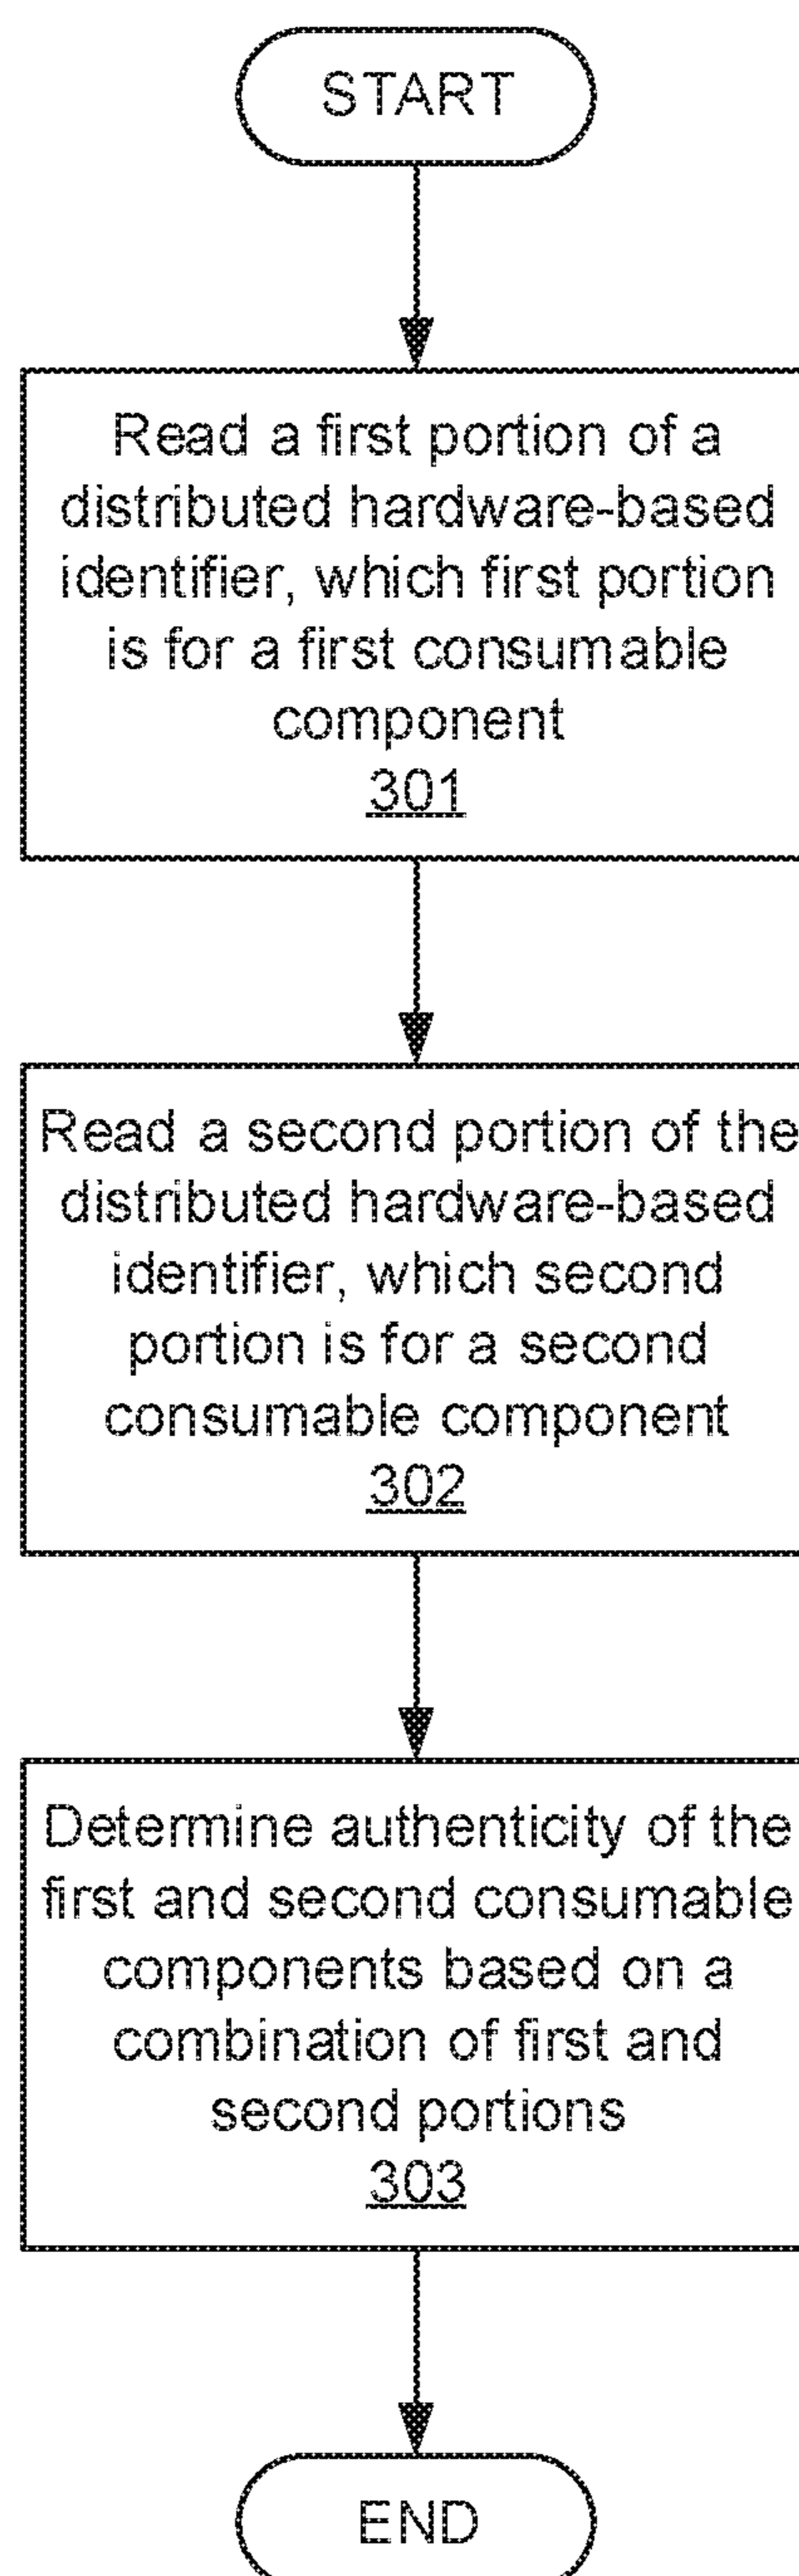 START
Read a first portion of a
distributed hardware-based
identifier, which first portion
is for a first consumable
component
301
Read a second portion of the
distributed hardware-based
identifier, which second
portion is for a second
consumable component
302
Determine authenticity of the
first and second consumable
components based on a
combination of first and
second portions
303
END